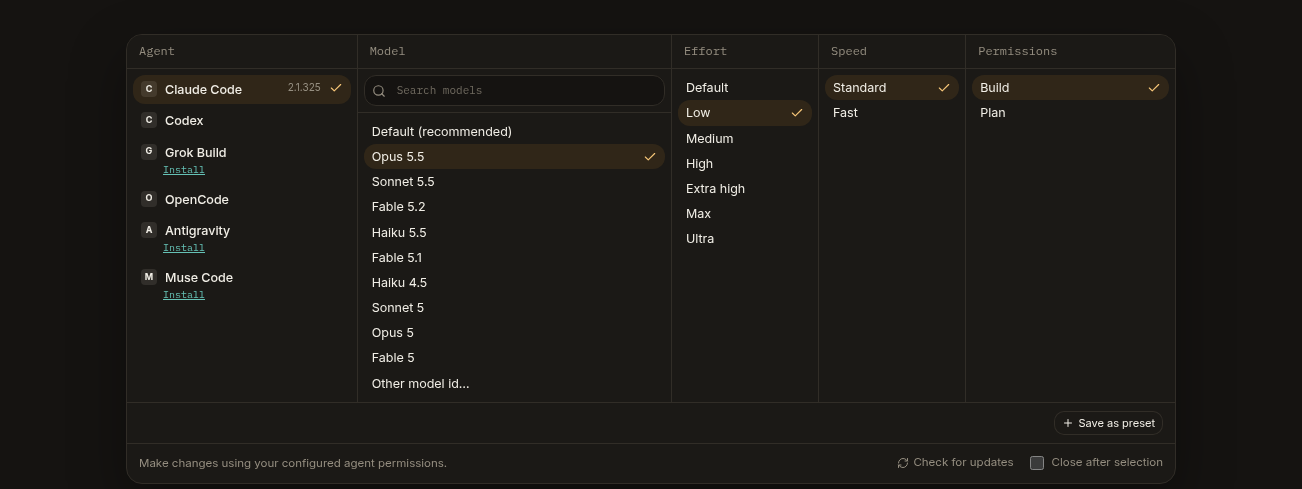 Agent
C Claude Code 2.1.325
C Codex
G Grok Build
Install
O OpenCode
A Antigravity
Install
M Muse Code
Install
Model
Search models
Default (recommended)
Opus 5.5
Sonnet 5.5
Fable 5.2
Haiku 5.5
Fable 5.1
Haiku 4.5
Sonnet 5
Opus 5
Fable 5
Other model id...
Effort
Default
Low
Medium
High
Extra high
Max
Ultra
Speed
Standard
Fast
Permissions
Build
Plan
Save as preset
Make changes using your configured agent permissions.
Check for updates
Close after selection